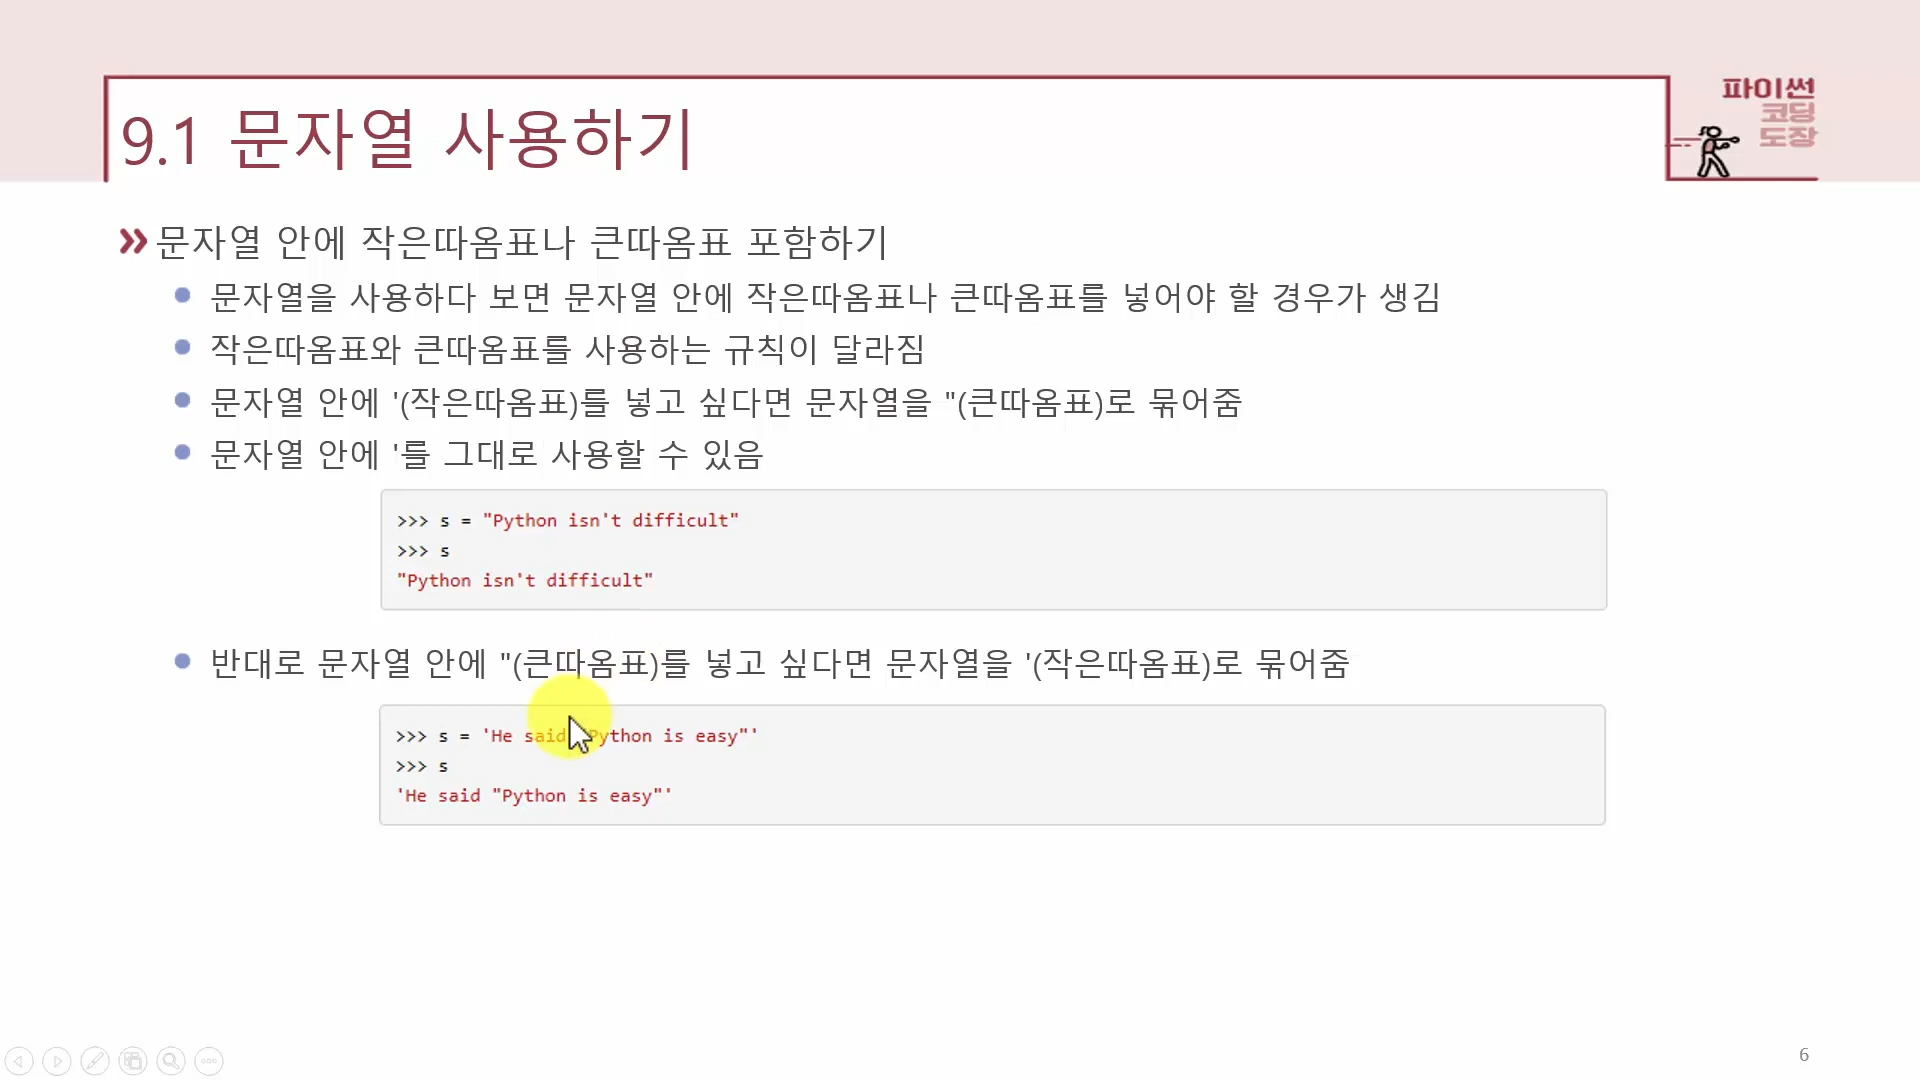 파이썬
코딩
도장
9.1 문자열 사용하기
문자열 안에 작은따옴표나 큰따옴표 포함하기
문자열을 사용하다 보면 문자열 안에 작은따옴표나 큰따옴표를 넣어야 할 경우가 생김
작은따옴표와 큰따옴표를 사용하는 규칙이 달라짐
문자열 안에 '(작은따옴표)를 넣고 싶다면 문자열을 "(큰따옴표)로 묶어줌
문자열 안에 '를 그대로 사용할 수 있음
>>> s = "Python isn't difficult"
>>> s
"Python isn't difficult"
반대로 문자열 안에 "(큰따옴표)를 넣고 싶다면 문자열을 '(작은따옴표)로 묶어줌
>>> s = 'He said Python is easy"'
>>> s
'He said "Python is easy"'
6